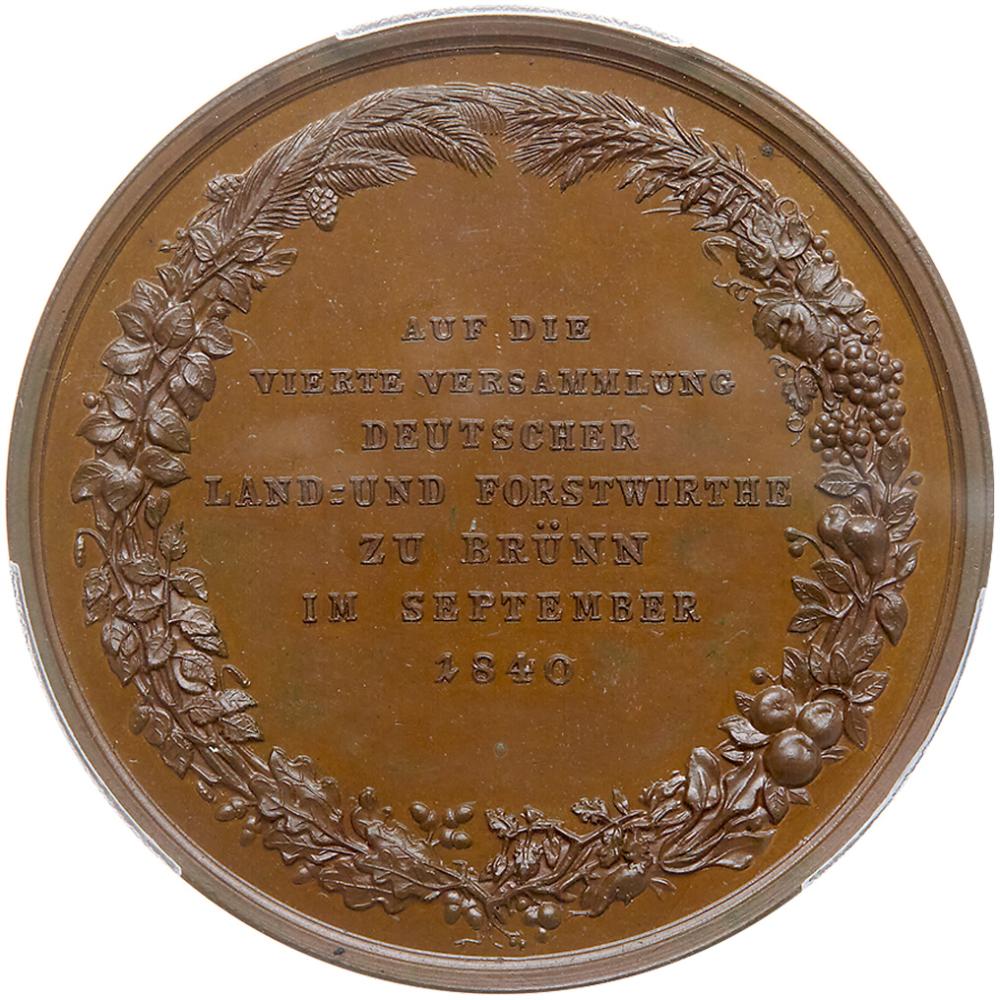 AUF DIE
VIERTE VERSAMMLUNG
DEUTSCHER
LAND-UND FORSTWIRTHE
ZU BRÜNN
IM SEPTEMBER
1840